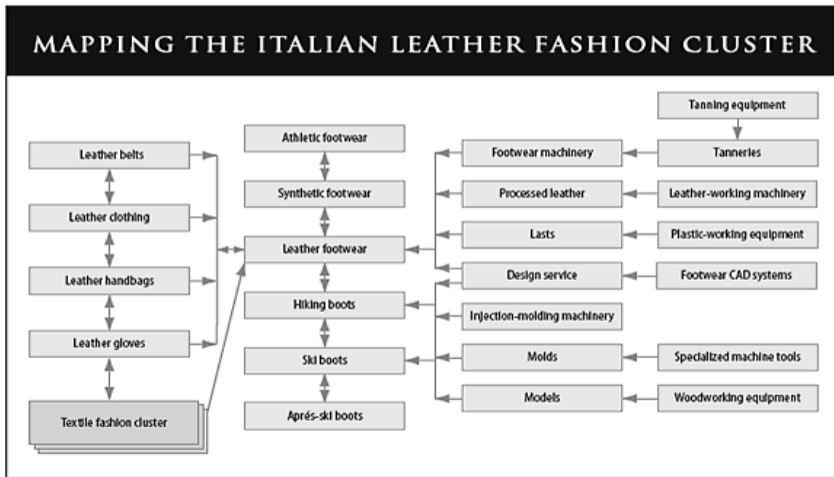 MAPPING THE ITALIAN LEATHER FASHION CLUSTER
Leather belts
Leather clothing
Leather handbags
Leather gloves
Textile fashion cluster
Athletic footwear
Synthetic footwear
Leather footwear
Hiking boots
Ski boots
Aprés-ski boots
Footwear machinery
Processed leather
Lasts
Design service
Injection-molding machinery
Molds
Models
Tanning equipment
Tanneries
Leather-working machinery
Plastic-working equipment
Footwear CAD systems
Specialized machine tools
Woodworking equipment